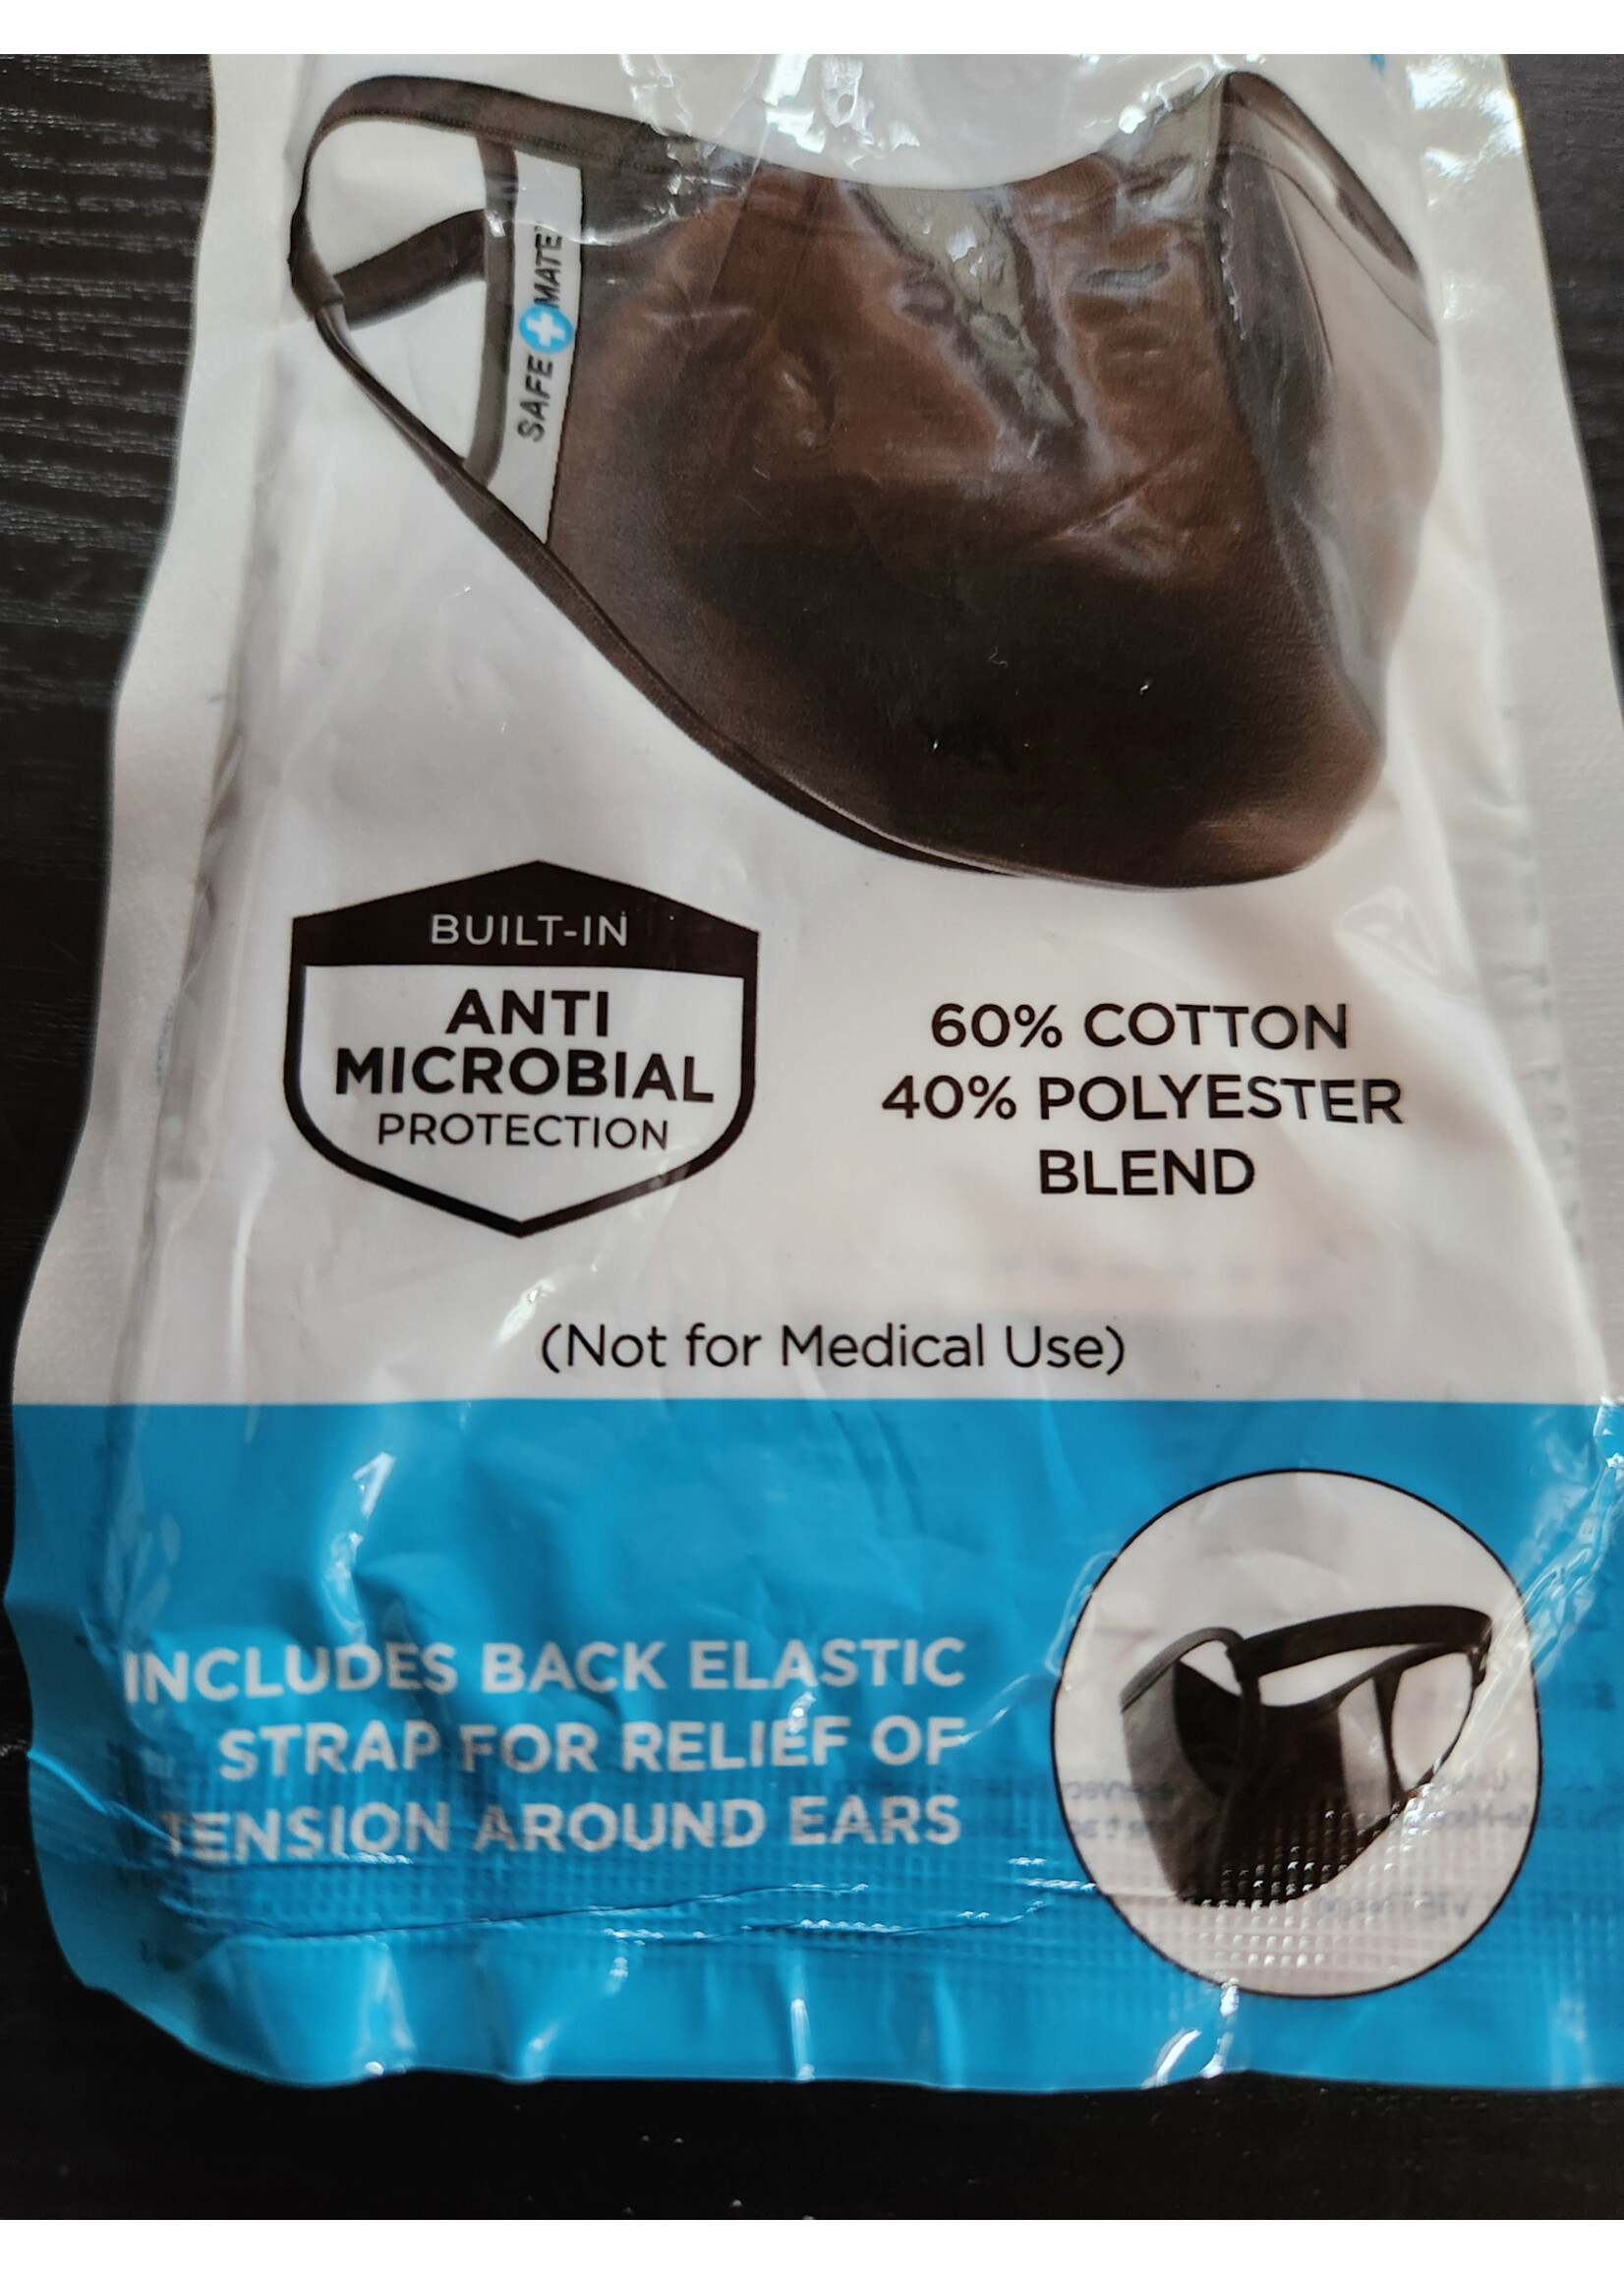 SAFE MATE
BUILT-IN
ANTI
MICROBIAL
PROTECTION
60% COTTON
40% POLYESTER
BLEND
(Not for Medical Use)
INCLUDES BACK ELASTIC
STRAP FOR RELIEF OF
TENSION AROUND EARS